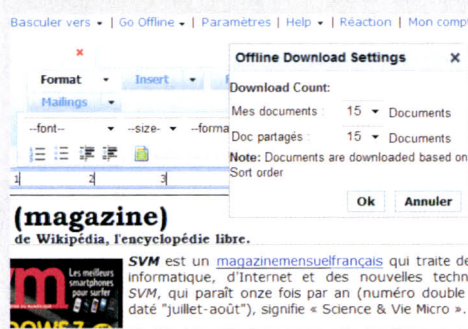 Basculer vers | Go Offline | Paramètres | Help | Réaction | Mon
Offline Download Settings x
Format Insert
Download Count:
Mailings
Mes documents : 15 Documents
--font-- --size-
Doc partagés : 15 Documents
Note: Documents are downloaded based on
Sort order
1 2 3
Ok Annuler
(magazine)
de Wikipédia, l'encyclopédie libre.
SVM est un magazinemensuelfrançais qui traite
Les meilleurs
smartphones
pour surfer
informatique, d'Internet et des nouvelles
SVM, qui paraît onze fois par an (numéro double
daté "juillet-août"), signifie « Science & Vie Micro ».